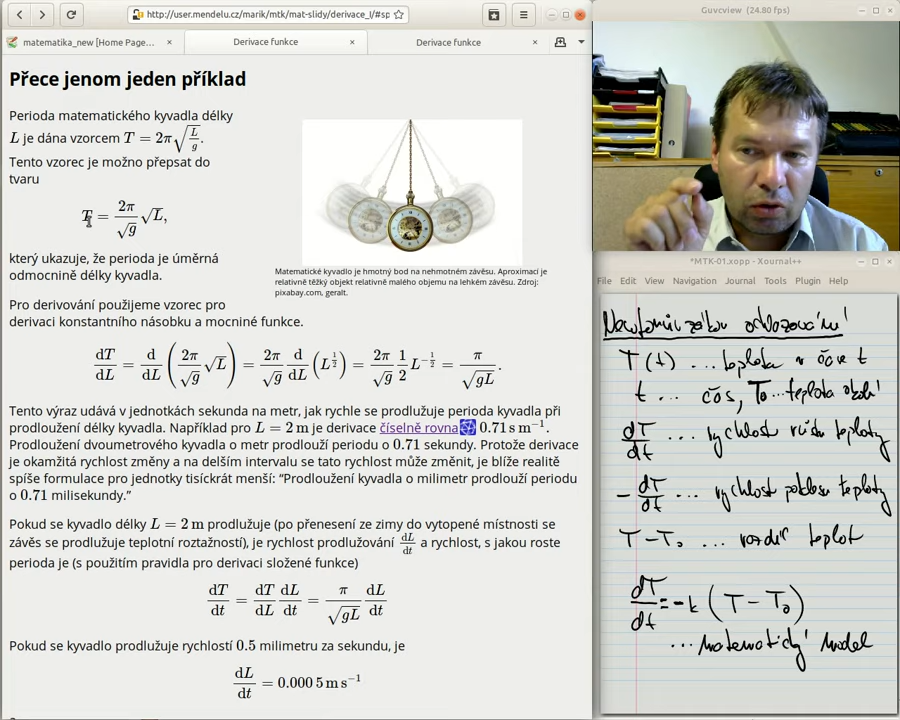 http://user.mendelu.cz/marik/mtk/mat-slidy/derivace_I/#sp
Guvcview (24.80 fps)
matematika_new [Home Page...
Derivace funkce
Derivace funkce
Přece jenom jeden příklad
Perioda matematického kyvadla délky
L je dána vzorcem T = 2π√(L/g)
Tento vzorec je možno přepsat do
tvaru
T = 2π/√g √L,
který ukazuje, že perioda je úměrná
odmocnině délky kyvadla.
Matematické kyvadlo je hmotný bod na nehmotném závěsu. Aproximací je
relativně těžký objekt relativně malého objemu na lehkém závěsu. Zdroj:
pixabay.com, geralt.
Pro derivování použijeme vzorec pro
derivaci konstantního násobku a mocniné funkce.
dT/dL = d/dL (2π/√g √L) = 2π/√g d/dL (L^(1/2)) = 2π/√g 1/2 L^(-1/2) = π/√(gL).
Tento výraz udává v jednotkách sekunda na metr, jak rychle se prodlužuje perioda kyvadla při
prodloužení délky kyvadla. Například pro L = 2 m je derivace číselně rovna 0.71 s m⁻¹.
Prodloužení dvoumetrového kyvadla o metr prodlouží periodu o 0.71 sekundy. Protože derivace
je okamžitá rychlost změny a na delším intervalu se tato rychlost může změnit, je blíže realitě
spíše formulace pro jednotky tisíckrát menší: “Prodloužení kyvadla o milimetr prodlouží periodu
o 0.71 milisekundy.”
Pokud se kyvadlo délky L = 2 m prodlužuje (po přenesení ze zimy do vytopené místnosti se
závěs se prodlužuje teplotní roztažností), je rychlost prodlužování dL/dt a rychlost, s jakou roste
perioda je (s použitím pravidla pro derivaci složené funkce)
dT/dt = dT/dL dL/dt = π/√(gL) dL/dt
Pokud se kyvadlo prodlužuje rychlostí 0.5 milimetru za sekundu, je
dL/dt = 0.000 5 m s⁻¹
*MTK-01.xopp - Xournal++
File Edit View Navigation Journal Tools Plugin Help
Newtonův zákon ochlazování
T(t) ... teplota v čase t
t ... čas, T₀ ... teplota okolí
dT/dt ... rychlost růstu teploty
- dT/dt ... rychlost poklesu teploty
T - T₀ ... rozdíl teplot
dT/dt = -k (T - T₀)
... matematický model